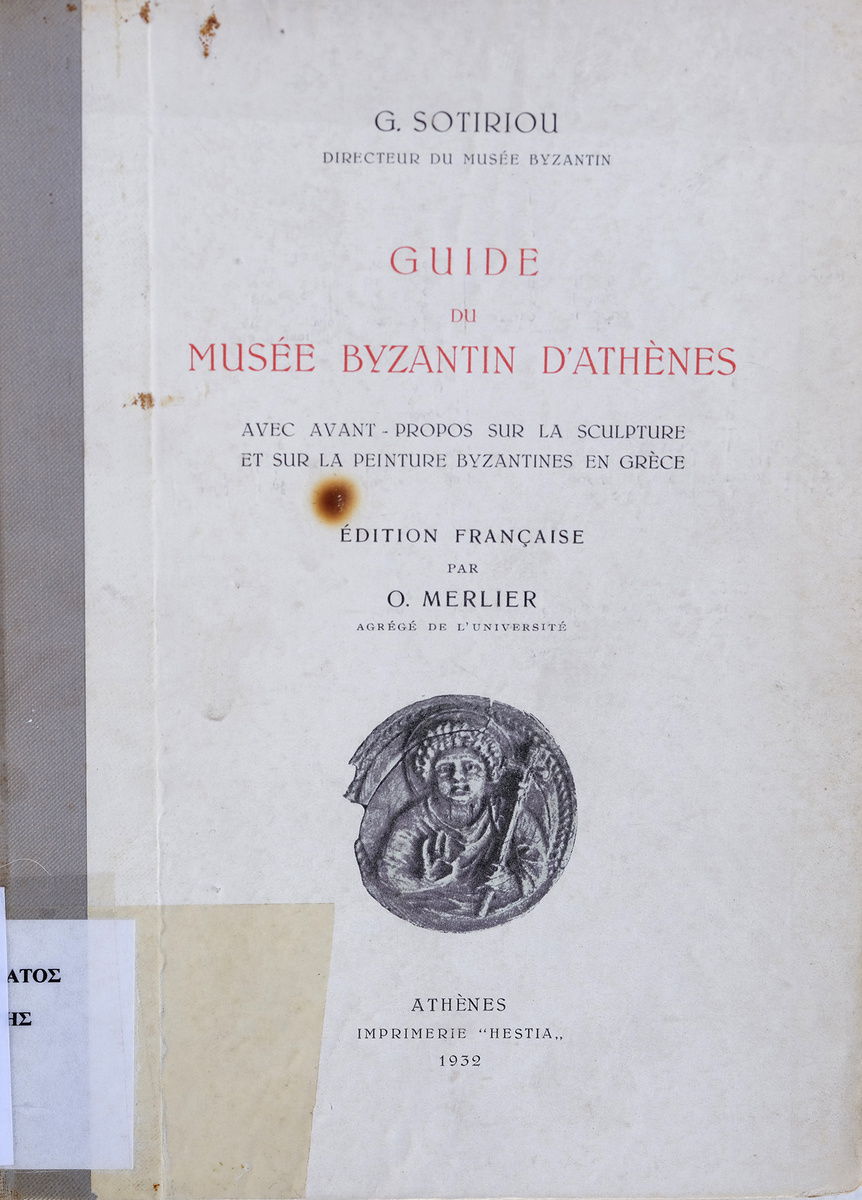 G. SOTIRIOU
DIRECTEUR DU MUSÉE BYZANTIN
GUIDE
DU
MUSÉE BYZANTIN D'ATHÈNES
AVEC AVANT - PROPOS SUR LA SCULPTURE
ET SUR LA PEINTURE BYZANTINES EN GRÈCE
ÉDITION FRANÇAISE
PAR
O. MERLIER
AGRÉGÉ DE L'UNIVERSITÉ
ATHÈNES
IMPRIMERIE “HESTIA„
1932
ΑΤΟΣ
ΗΣ